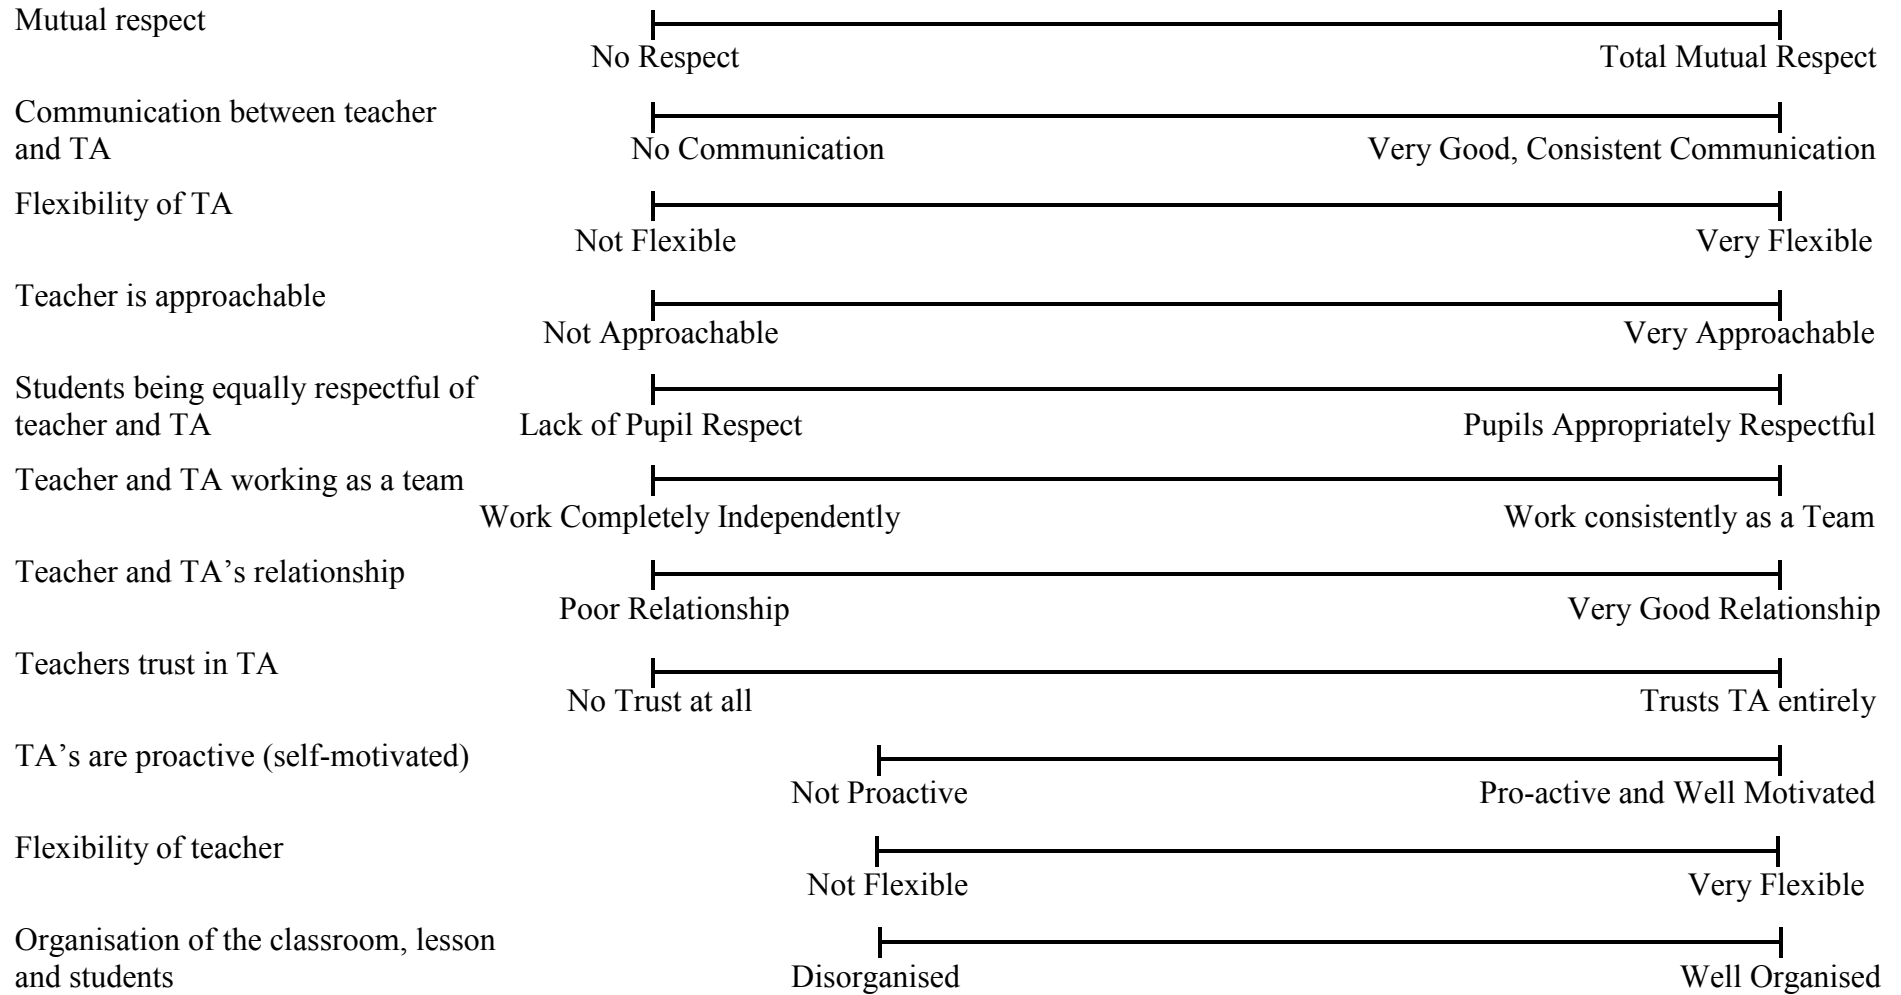 Mutual respect
No Respect Total Mutual Respect
Communication between teacher
and TA
No Communication Very Good, Consistent Communication
Flexibility of TA
Not Flexible Very Flexible
Teacher is approachable
Not Approachable Very Approachable
Students being equally respectful of
teacher and TA
Lack of Pupil Respect Pupils Appropriately Respectful
Teacher and TA working as a team
Work Completely Independently Work consistently as a Team
Teacher and TA’s relationship
Poor Relationship Very Good Relationship
Teachers trust in TA
No Trust at all Trusts TA entirely
TA’s are proactive (self-motivated)
Not Proactive Pro-active and Well Motivated
Flexibility of teacher
Not Flexible Very Flexible
Organisation of the classroom, lesson
and students
Disorganised Well Organised